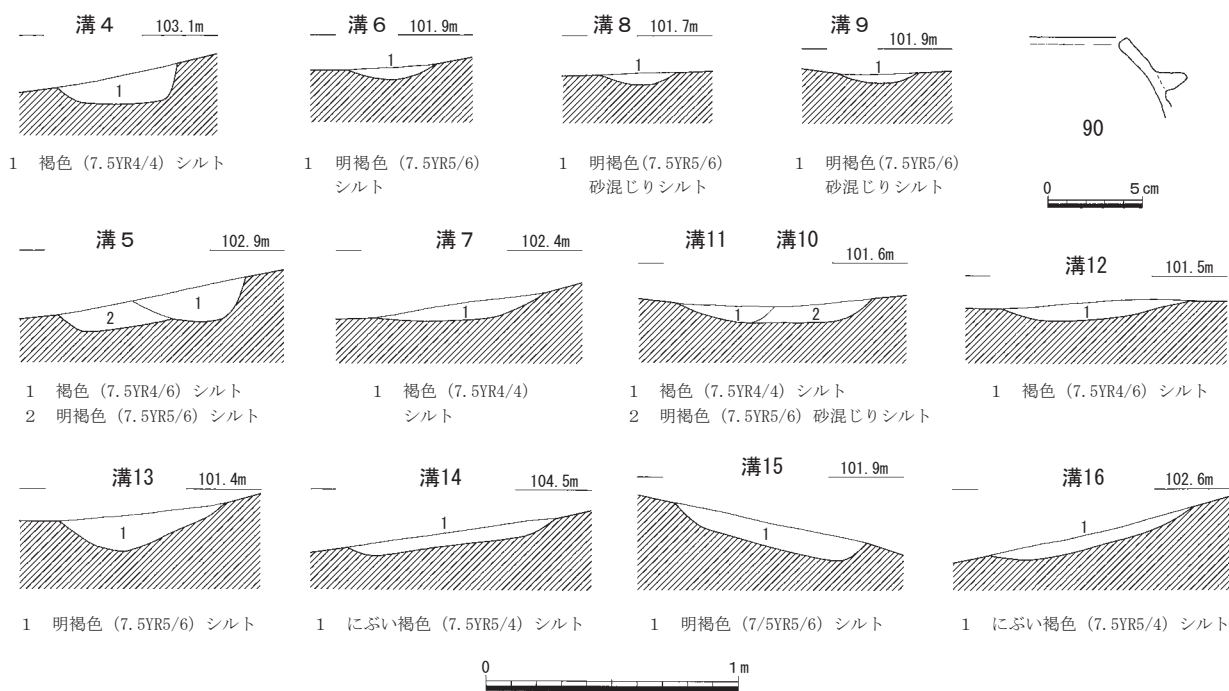 溝４ 103.1m
1
1 褐色 (7.5YR4/4) シルト
溝６ 101.9m
1
1 明褐色 (7.5YR5/6)
シルト
溝８ 101.7m
1
1 明褐色(7.5YR5/6)
砂混じりシルト
溝９ 101.9m
1
1 明褐色(7.5YR5/6)
砂混じりシルト
90
0 5cm
溝５ 102.9m
1
2
1 褐色 (7.5YR4/6) シルト
2 明褐色 (7.5YR5/6) シルト
溝７ 102.4m
1
1 褐色 (7.5YR4/4)
シルト
溝11 溝10 101.6m
1 2
1 褐色 (7.5YR4/4) シルト
2 明褐色 (7.5YR5/6) 砂混じりシルト
溝12 101.5m
1
1 褐色 (7.5YR4/6) シルト
溝13 101.4m
1
1 明褐色 (7.5YR5/6) シルト
溝14 104.5m
1
1 にぶい褐色 (7.5YR5/4) シルト
溝15 101.9m
1
1 明褐色 (7/5YR5/6) シルト
溝16 102.6m
1
1 にぶい褐色 (7.5YR5/4) シルト
0 1m